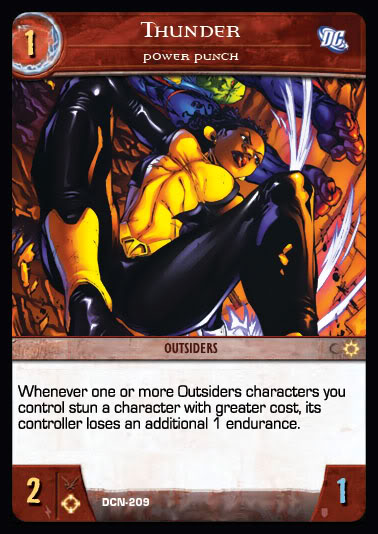 1
THUNDER
DC
POWER PUNCH
OUTSIDERS
C
Whenever one or more Outsiders characters you
control stun a character with greater cost, its
controller loses an additional 1 endurance.
2
DCN-209
1